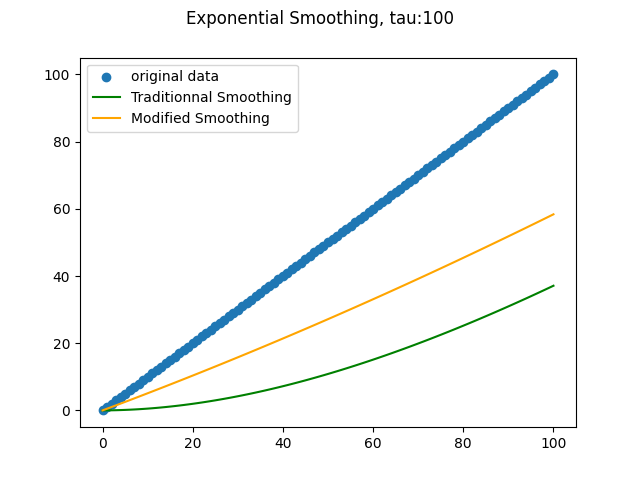 Exponential Smoothing, tau:100
original data
Traditionnal Smoothing
Modified Smoothing
100
80
60
40
20
0
0 20 40 60 80 100